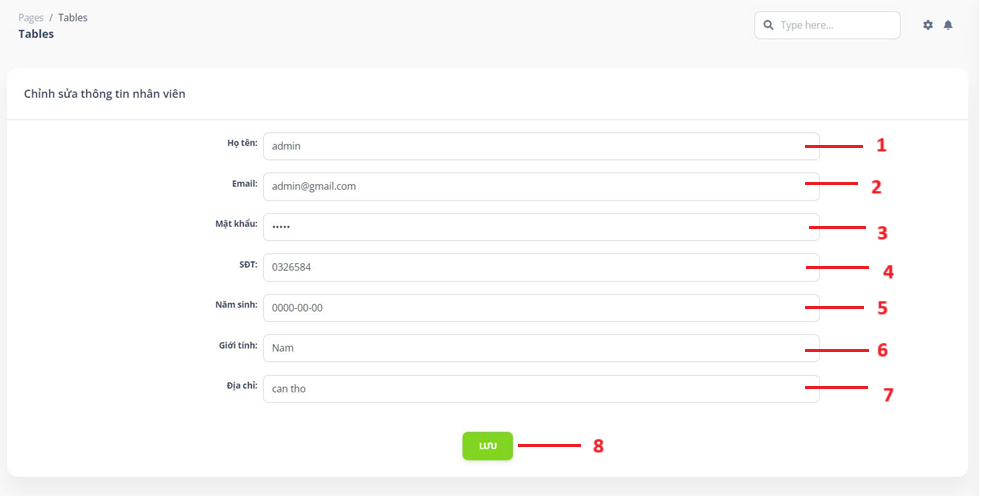 Pages / Tables
Tables
Type here...
Chỉnh sửa thông tin nhân viên
Họ tên: admin 1
Email: admin@gmail.com 2
Mật khẩu: ••••• 3
SĐT: 0326584 4
Năm sinh: 0000-00-00 5
Giới tính: Nam 6
Địa chỉ: can tho 7
LƯU 8